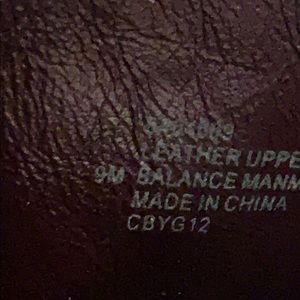 LEATHER UPPE
9M BALANCE MANM
MADE IN CHINA
CBYG12